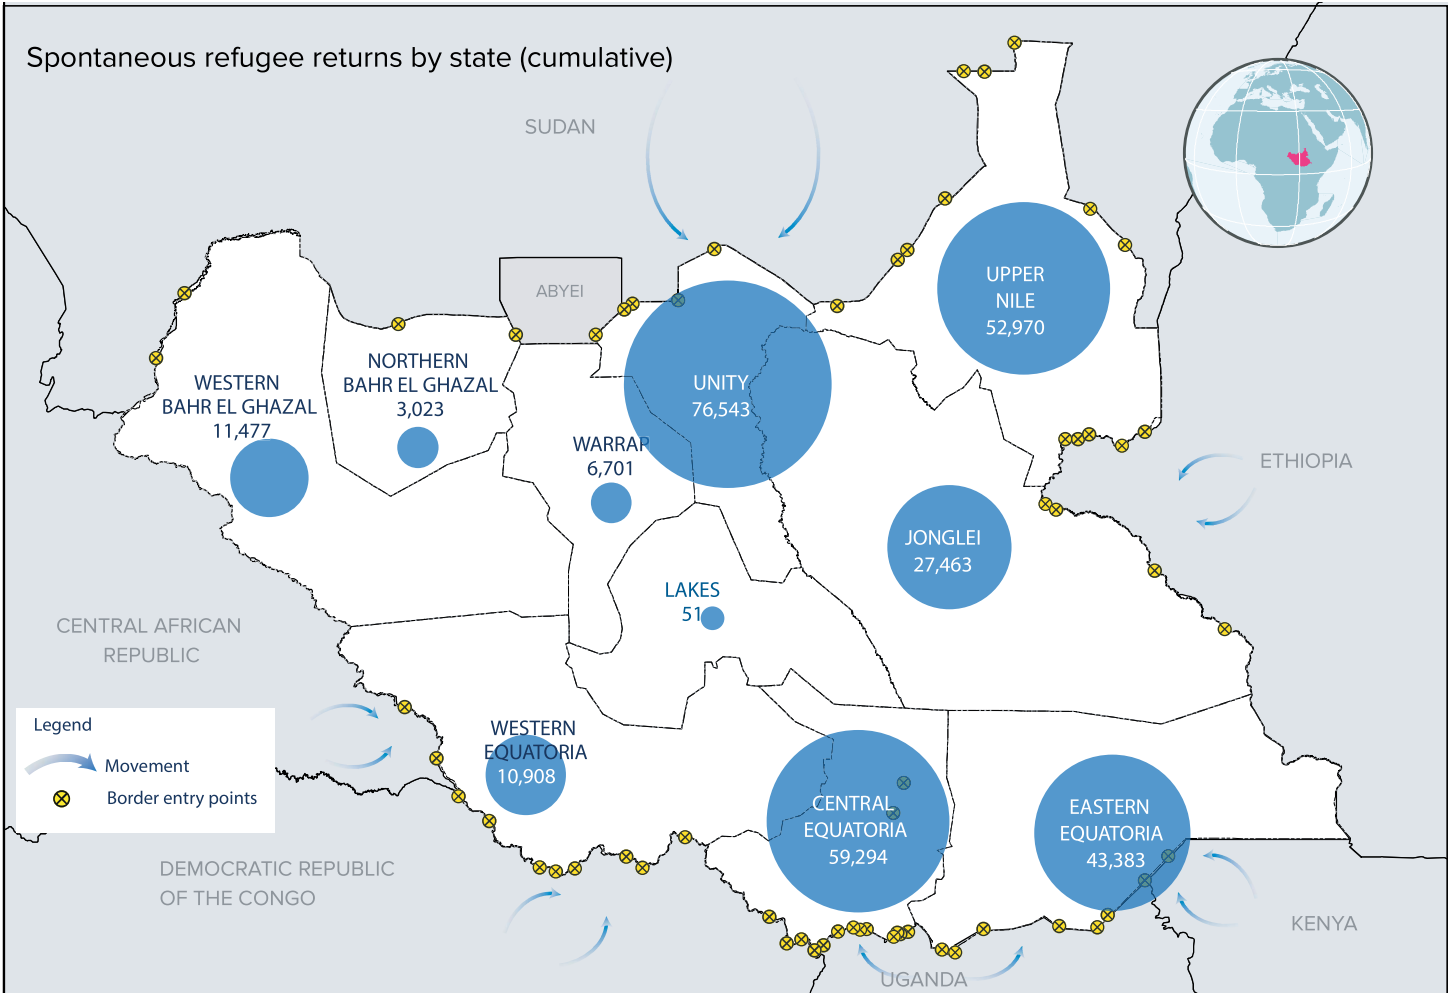 Spontaneous refugee returns by state (cumulative)
SUDAN
ABYEI
UPPER
NILE
52,970
NORTHERN
BAHR EL GHAZAL
3,023
WESTERN
BAHR EL GHAZAL
11,477
UNITY
76,543
WARRAP
6,701
ETHIOPIA
JONGLEI
27,463
LAKES
51
CENTRAL AFRICAN
REPUBLIC
Legend
Movement
Border entry points
WESTERN
EQUATORIA
10,908
CENTRAL
EQUATORIA
59,294
EASTERN
EQUATORIA
43,383
DEMOCRATIC REPUBLIC
OF THE CONGO
KENYA
UGANDA